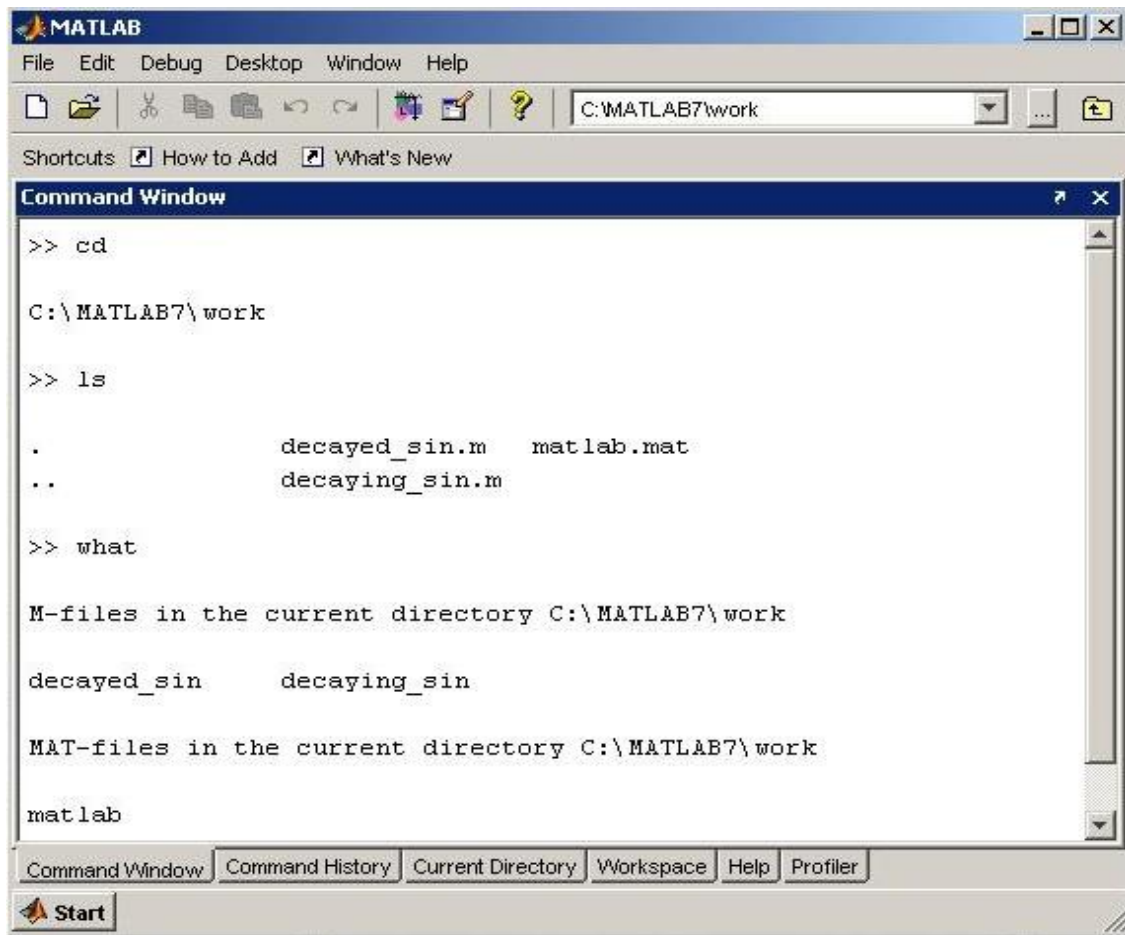 MATLAB
File Edit Debug Desktop Window Help
C:\MATLAB7\work
...
Shortcuts How to Add What's New
Command Window
>> cd
C:\MATLAB7\work
>> ls
. decayed_sin.m matlab.mat
.. decaying_sin.m
>> what
M-files in the current directory C:\MATLAB7\work
decayed_sin decaying_sin
MAT-files in the current directory C:\MATLAB7\work
matlab
Command Window Command History Current Directory Workspace Help Profiler
Start